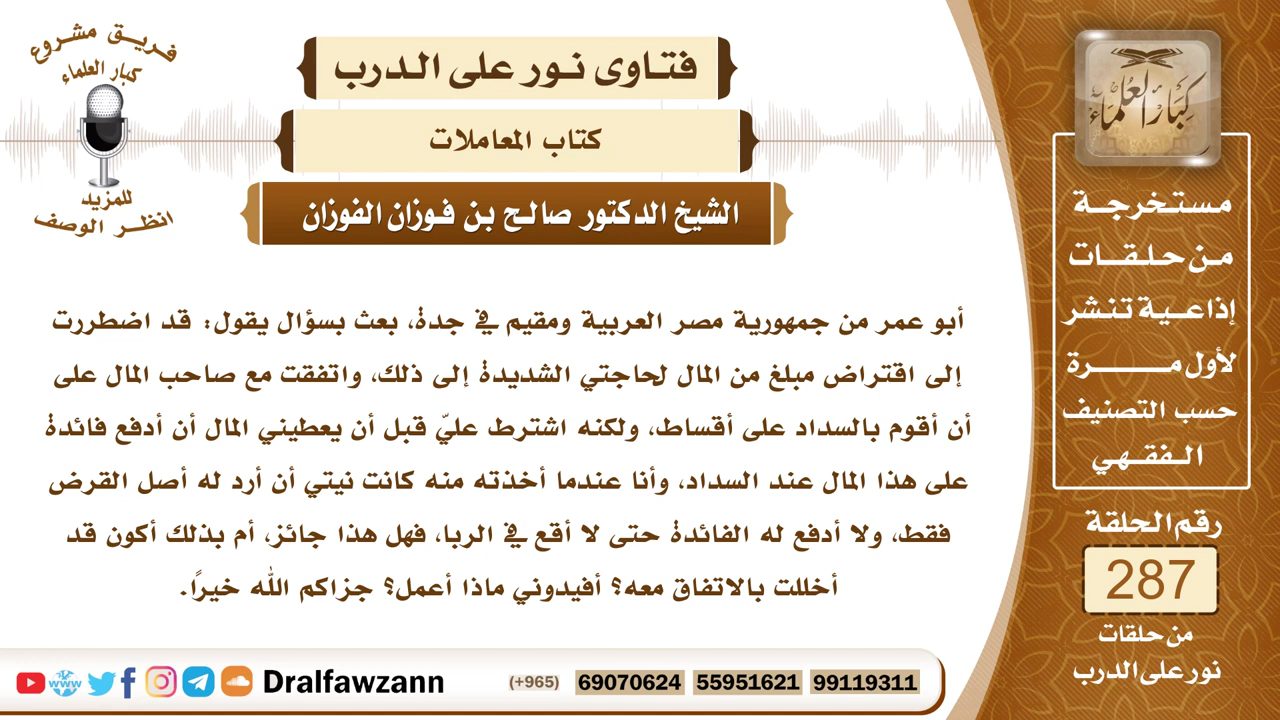 فريق مشروع
كبار العلماء
للمزيد
انظر الوصف
فتاوى نور على الدرب
كتاب المعاملات
الشيخ الدكتور صالح بن فوزان الفوزان
أبو عمر من جمهورية مصر العربية ومقيم في جدة، بعث بسؤال يقول: قد اضطررت
إلى اقتراض مبلغ من المال لحاجتي الشديدة إلى ذلك، واتفقت مع صاحب المال على
أن أقوم بالسداد على أقساط، ولكنه اشترط عليّ قبل أن يعطيني المال أن أدفع فائدة
على هذا المال عند السداد، وأنا عندما أخذته منه كانت نيتي أن أرد له أصل القرض
فقط، ولا أدفع له الفائدة حتى لا أقع في الربا، فهل هذا جائز، أم بذلك أكون قد
أخللت بالاتفاق معه؟ أفيدوني ماذا أعمل؟ جزاكم الله خيرًا.
كِبَارُ العُلَمَاء
مستخرجة
من حلقات
إذاعية تنشر
لأول مرة
حسب التصنيف
الفقهي
رقم الحلقة
287
من حلقات
نور على الدرب
www Dralfawzann (+965) 69070624 55951621 99119311